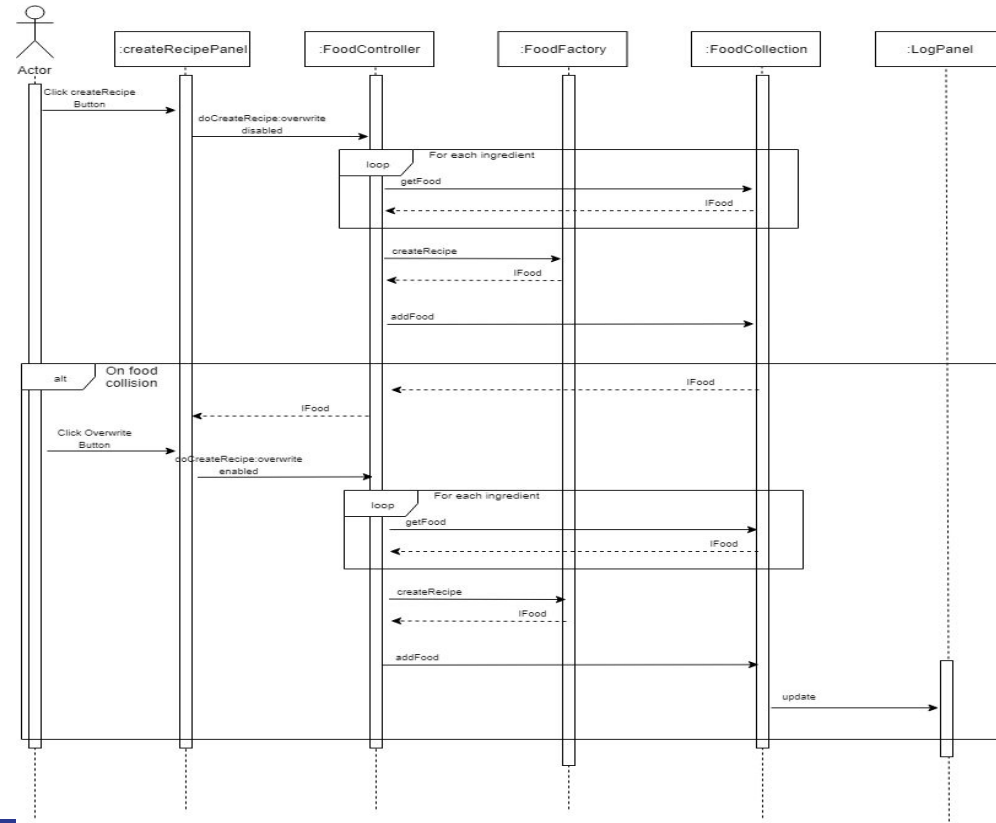 :createRecipePanel
:FoodController
:FoodFactory
:FoodCollection
:LogPanel
Actor
Click createRecipe
Button
doCreateRecipe:overwrite
disabled
loop
For each ingredient
getFood
IFood
createRecipe
IFood
addFood
alt
On food
collision
IFood
IFood
Click Overwrite
Button
doCreateRecipe:overwrite
enabled
loop
For each ingredient
getFood
IFood
createRecipe
IFood
addFood
update